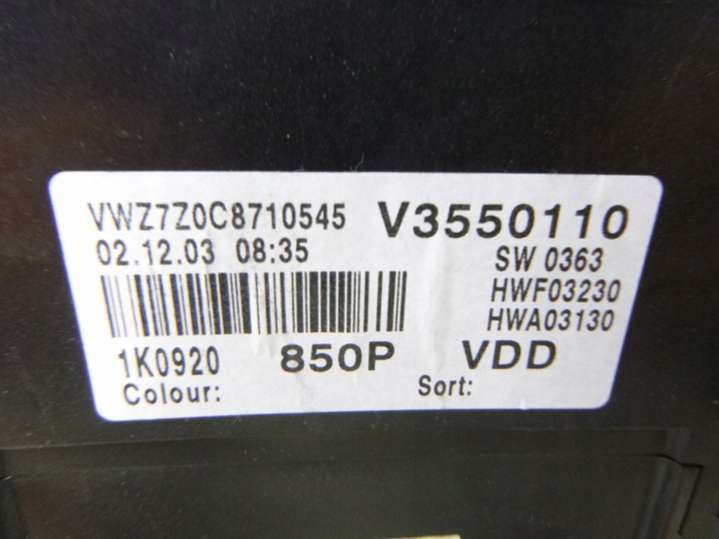 VWZ7Z0C8710545 V3550110
02.12.03 08:35 SW 0363
HWF03230
HWA03130
1K0920 850P VDD
Colour: Sort: